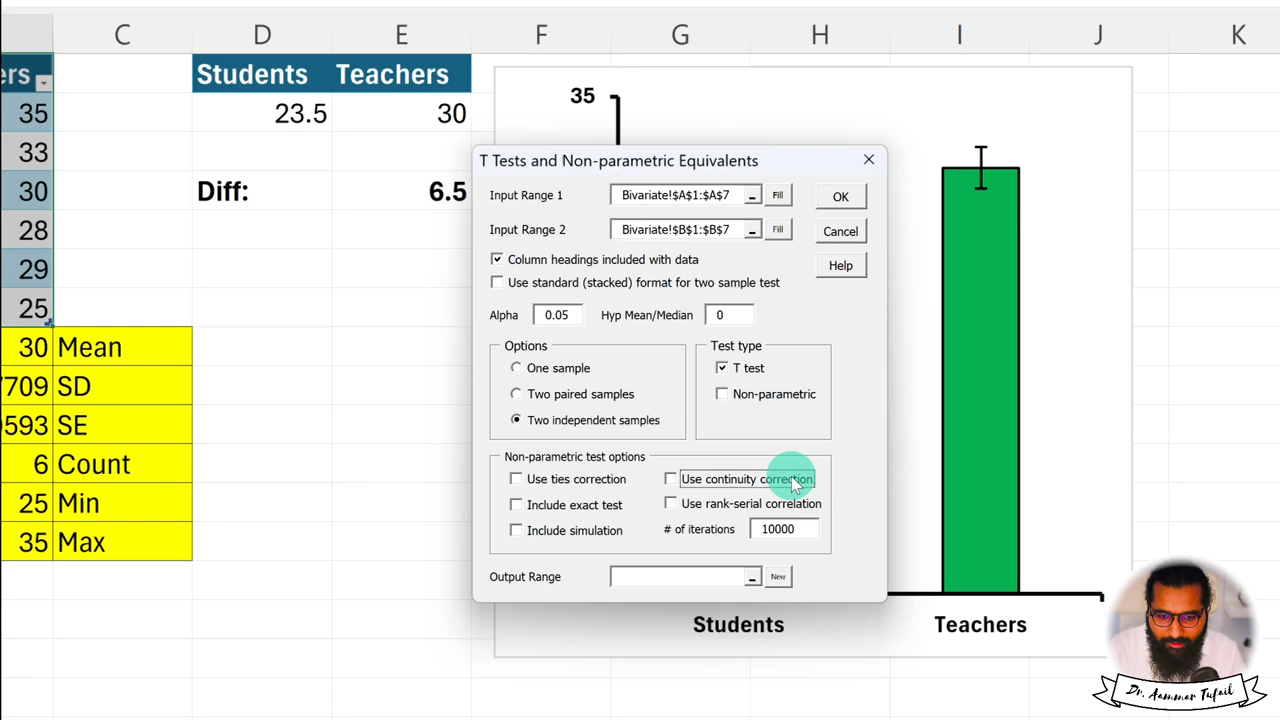 C D E F G H I J K
ers Students Teachers
35 23.5 30
33
30 Diff: 6.5
28
29
25
30 Mean
7709 SD
9593 SE
6 Count
25 Min
35 Max
35
Students Teachers
T Tests and Non-parametric Equivalents
Input Range 1 Bivariate!$A$1:$A$7 Fill OK
Input Range 2 Bivariate!$B$1:$B$7 Fill Cancel
Column headings included with data Help
Use standard (stacked) format for two sample test
Alpha 0.05 Hyp Mean/Median 0
Options Test type
One sample T test
Two paired samples Non-parametric
Two independent samples
Non-parametric test options
Use ties correction Use continuity correction
Include exact test Use rank-serial correlation
Include simulation # of iterations 10000
Output Range New
Dr. Aammar Tufail